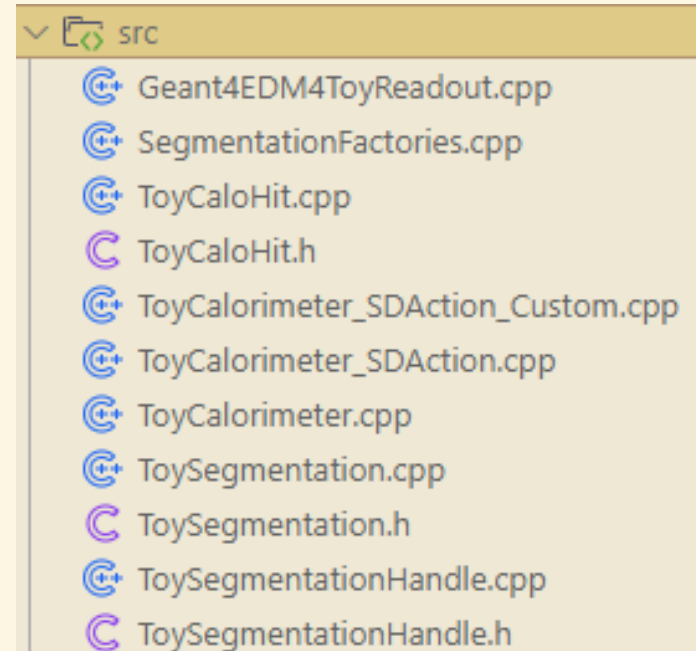 src
Geant4EDM4ToyReadout.cpp
SegmentationFactories.cpp
ToyCaloHit.cpp
ToyCaloHit.h
ToyCalorimeter_SDAction_Custom.cpp
ToyCalorimeter_SDAction.cpp
ToyCalorimeter.cpp
ToySegmentation.cpp
ToySegmentation.h
ToySegmentationHandle.cpp
ToySegmentationHandle.h